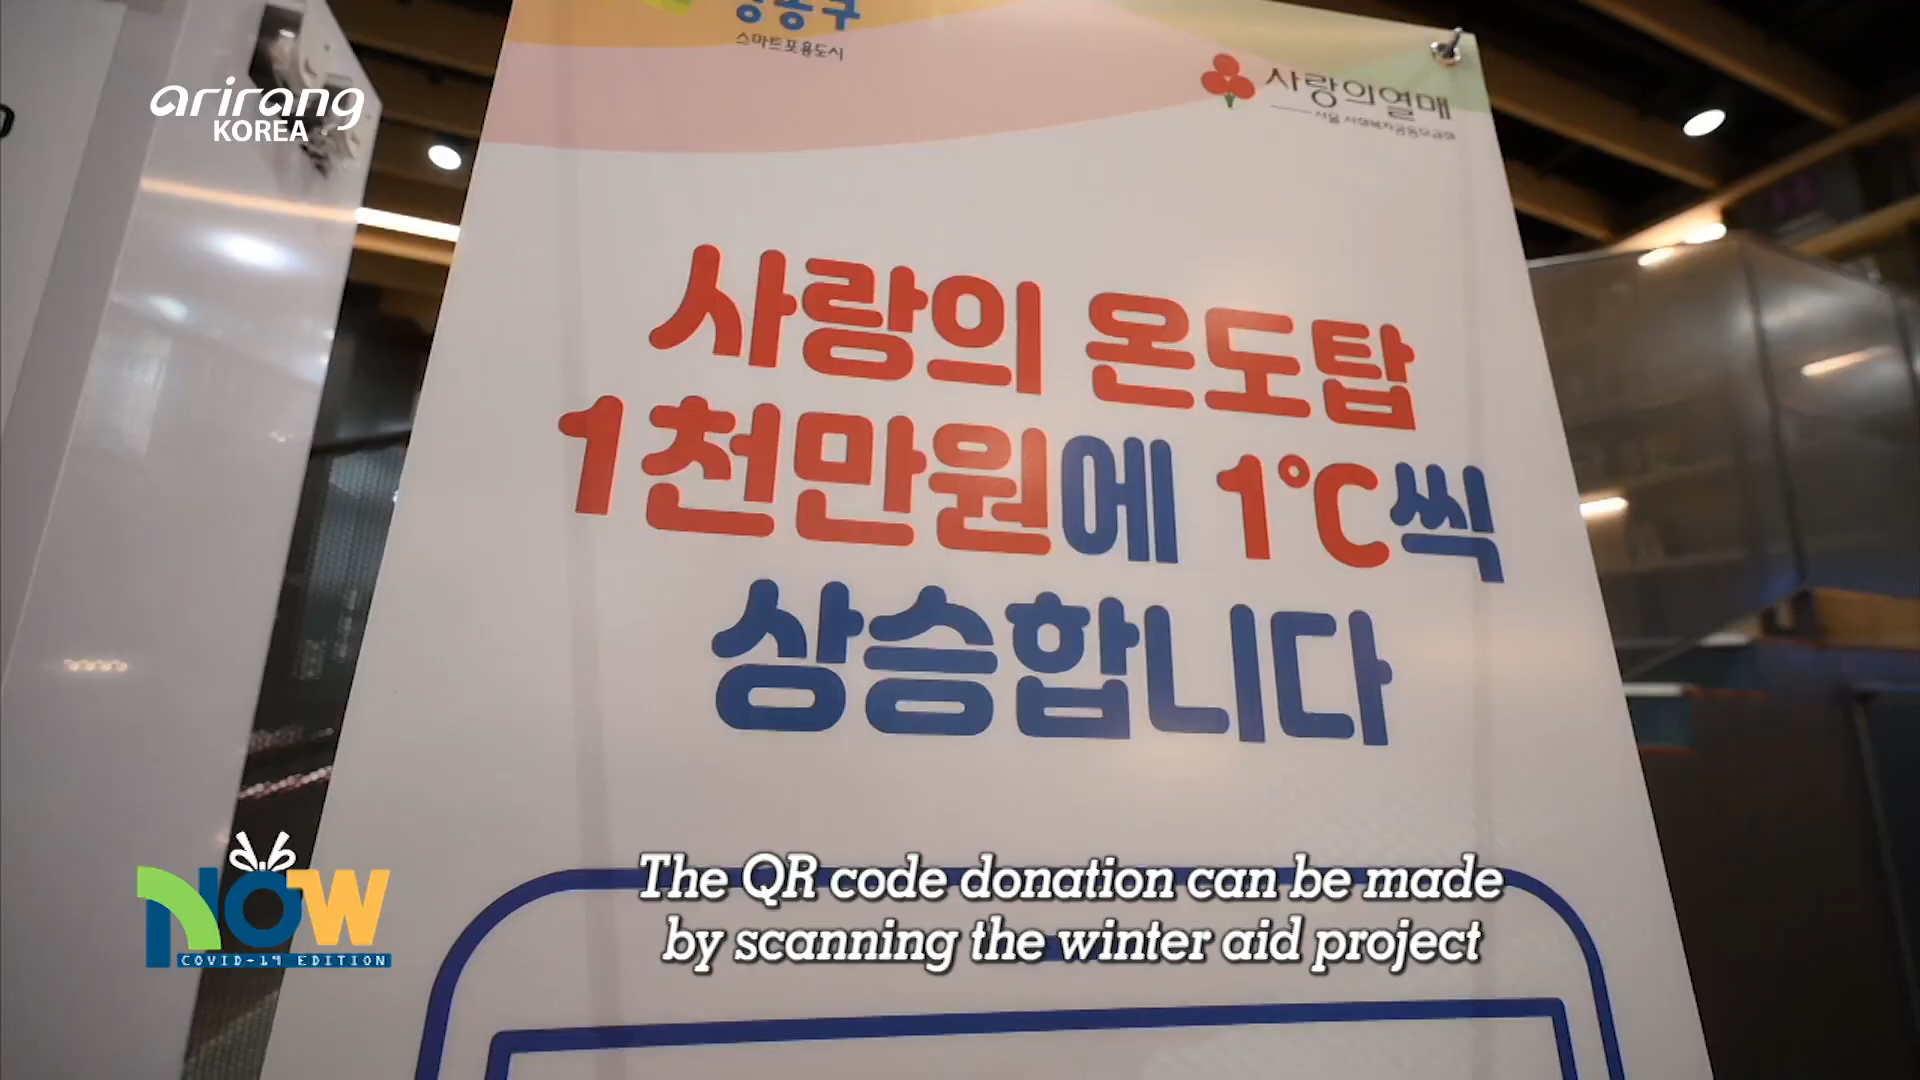 스마트포용도시
arirang
KOREA
사랑의열매
사랑의 온도탑
1천만원에 1℃씩
상승합니다
The QR code donation can be made
by scanning the winter aid project
NOW
COVID-19 EDITION